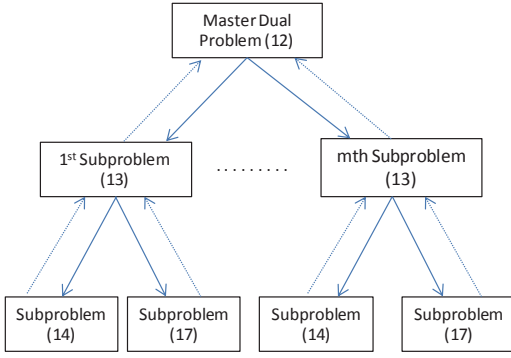 Master Dual
Problem (12)
1st Subproblem
(13)
. . . . . . . . .
mth Subproblem
(13)
Subproblem
(14)
Subproblem
(17)
Subproblem
(14)
Subproblem
(17)